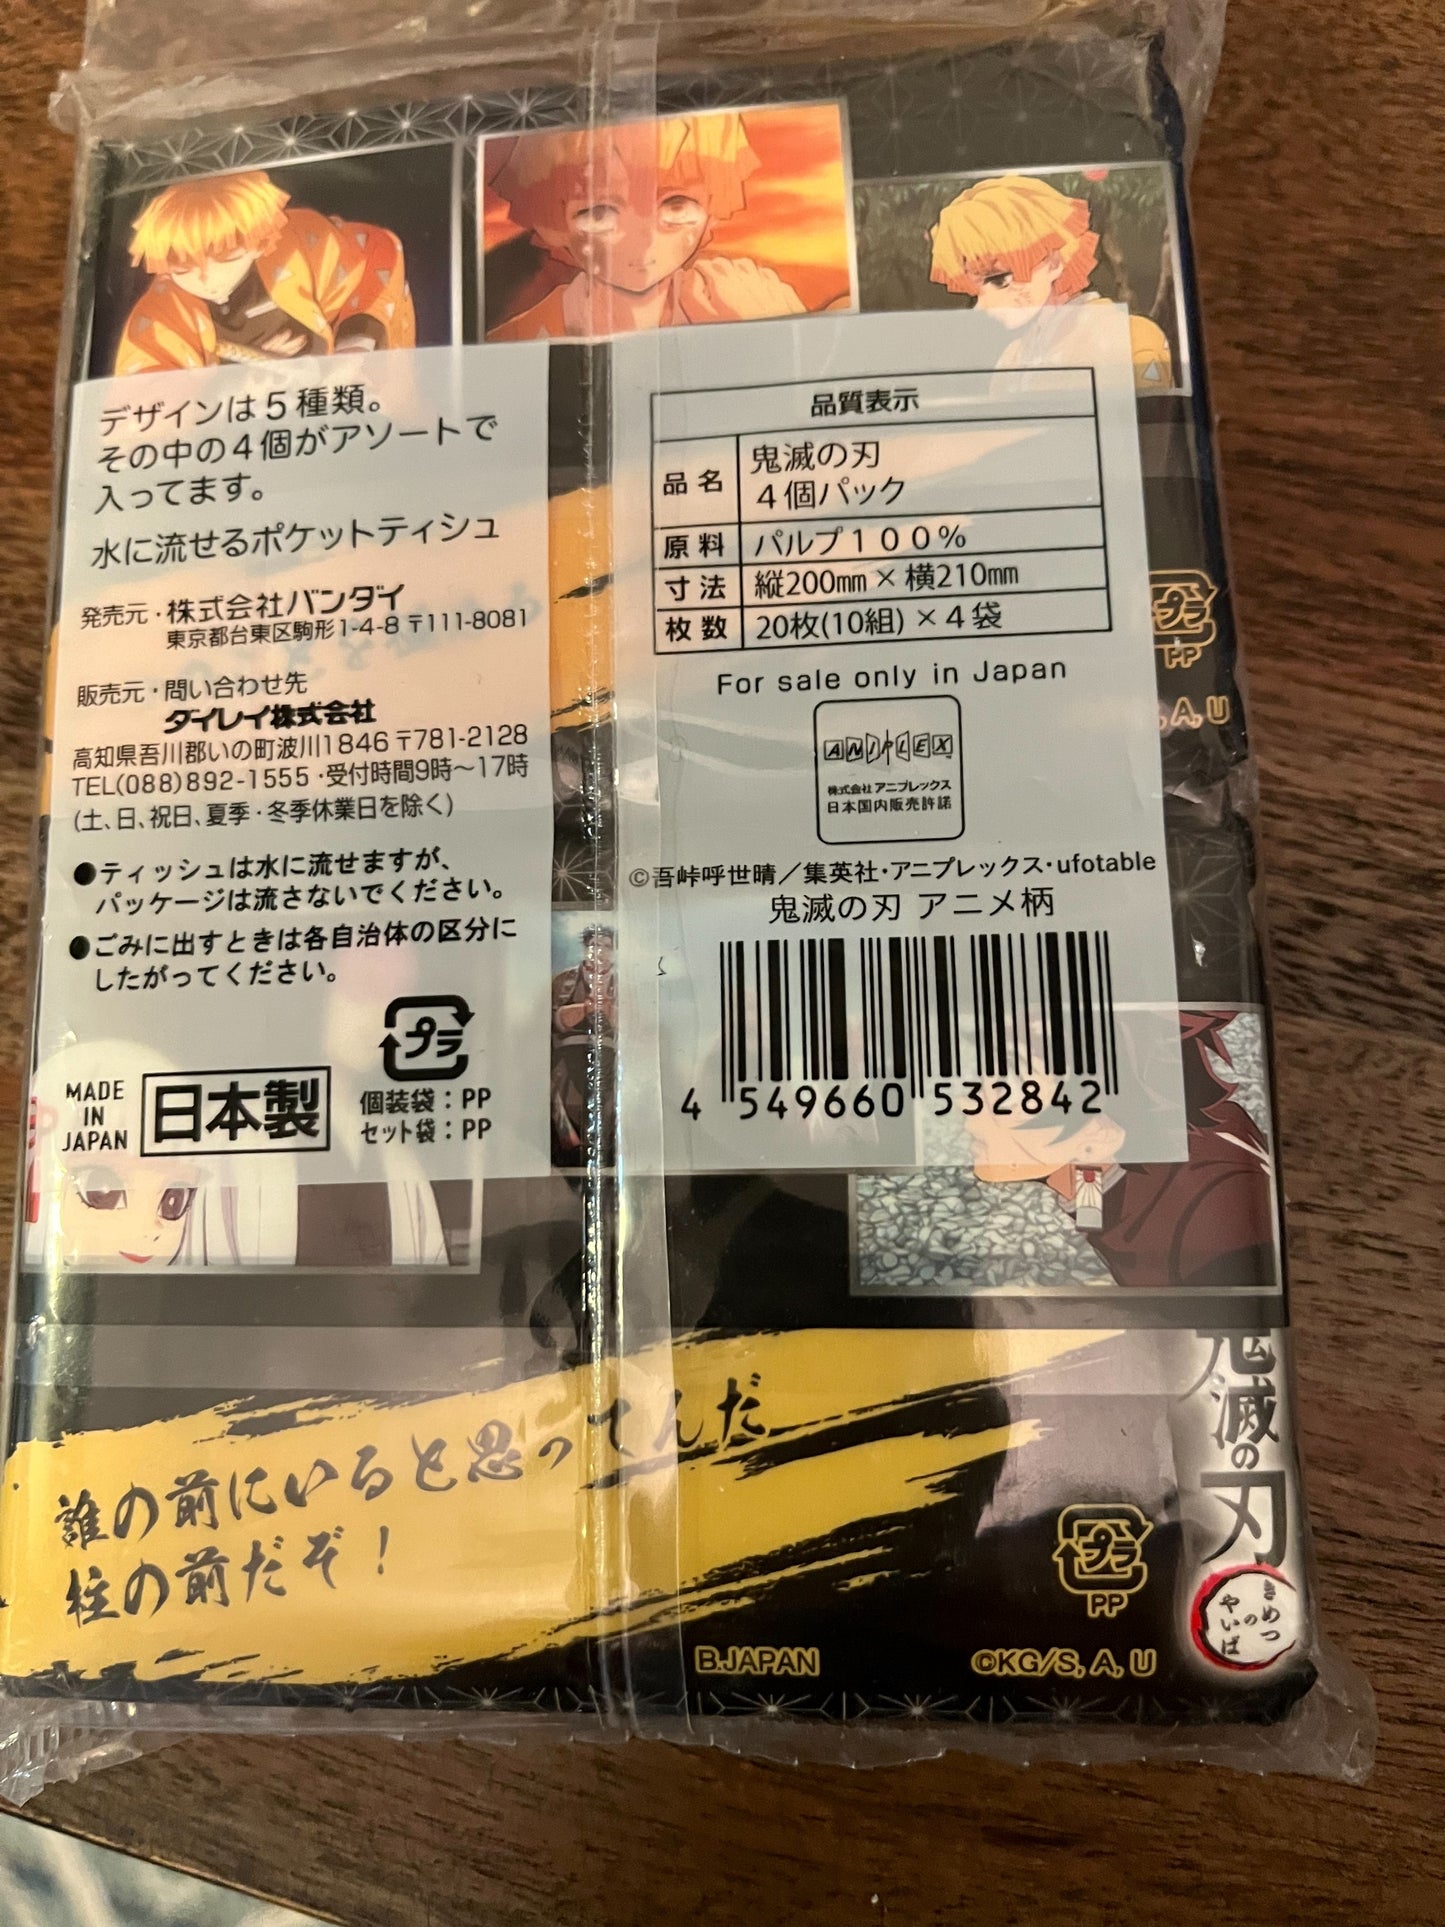 デザインは5種類。
その中の4個がアソートで
入ってます。
水に流せるポケットティシュ
発売元・株式会社バンダイ
東京都台東区駒形1-4-8 〒111-8081
販売元・問い合わせ先
ダイレイ株式会社
高知県吾川郡いの町波川1846 〒781-2128
TEL(088)892-1555・受付時間9時〜17時
(土、日、祝日、夏季・冬季休業日を除く)
●ティッシュは水に流せますが、
パッケージは流さないでください。
●ごみに出すときは各自治体の区分に
したがってください。
MADE
IN
JAPAN
日本製
プラ
個装袋：PP
セット袋：PP
品質表示
品名 鬼滅の刃
4個パック
原料 パルプ100%
寸法 縦200mm×横210mm
枚数 20枚(10組)×4袋
For sale only in Japan
ANIPLEX
株式会社 アニプレックス
日本国内販売許諾
©吾峠呼世晴／集英社・アニプレックス・ufotable
鬼滅の刃 アニメ柄
4 549660 532842
プラ
PP
, A, U
誰の前にいると思ってんだ
柱の前だぞ！
プラ
PP
B.JAPAN
©KG/S, A, U
鬼滅の刃
きめつ
の
やいば